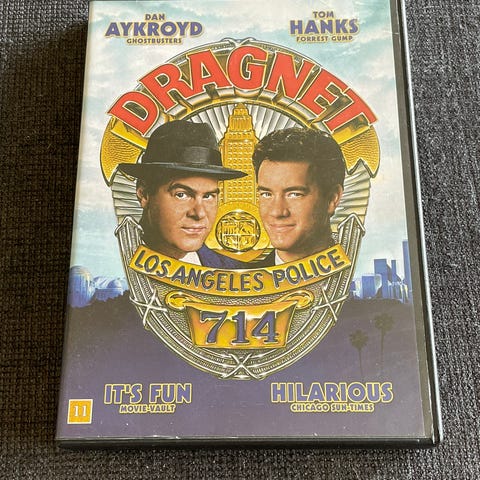 DAN
AYKROYD
GHOSTBUSTERS
TOM
HANKS
FORREST GUMP
DRAGNET
LOS ANGELES POLICE
714
IT'S FUN
MOVIE-VAULT
HILARIOUS
CHICAGO SUN-TIMES
11